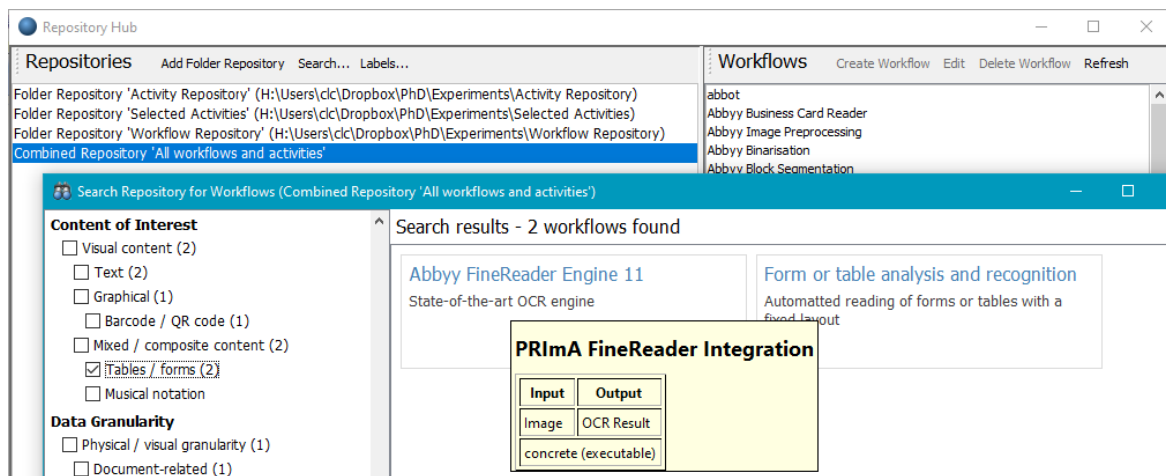 Repository Hub
Repositories Add Folder Repository Search... Labels...
Folder Repository 'Activity Repository' (H:\Users\clc\Dropbox\PhD\Experiments\Activity Repository)
Folder Repository 'Selected Activities' (H:\Users\clc\Dropbox\PhD\Experiments\Selected Activities)
Folder Repository 'Workflow Repository' (H:\Users\clc\Dropbox\PhD\Experiments\Workflow Repository)
Combined Repository 'All workflows and activities'
Workflows Create Workflow Edit Delete Workflow Refresh
abbot
Abbyy Business Card Reader
Abbyy Image Preprocessing
Abbyy Binarisation
Abbyy Block Segmentation
Search Repository for Workflows (Combined Repository 'All workflows and activities')
Content of Interest
Visual content (2)
Text (2)
Graphical (1)
Barcode / QR code (1)
Mixed / composite content (2)
Tables / forms (2)
Musical notation
Data Granularity
Physical / visual granularity (1)
Document-related (1)
Search results - 2 workflows found
Abbyy FineReader Engine 11
State-of-the-art OCR engine
Form or table analysis and recognition
Automatted reading of forms or tables with a
fixed layout
PRImA FineReader Integration
Input Output
Image OCR Result
concrete (executable)